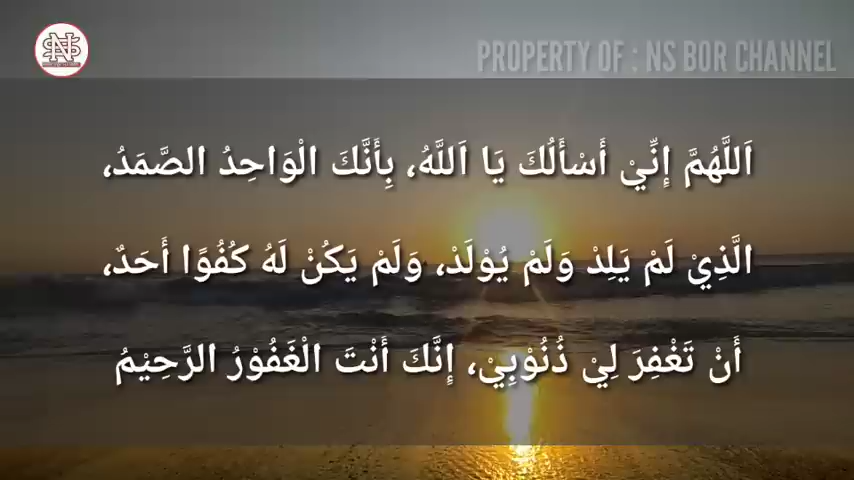 PROPERTY OF : NS BOR CHANNEL
اَللَّهُمَّ إِنِّيْ أَسْأَلُكَ يَا اَللَّهُ، بِأَنَّكَ الْوَاحِدُ الصَّمَدُ،
الَّذِيْ لَمْ يَلِدْ وَلَمْ يُوْلَدْ، وَلَمْ يَكُنْ لَهُ كُفُوًا أَحَدٌ،
أَنْ تَغْفِرَ لِيْ ذُنُوْبِيْ، إِنَّكَ أَنْتَ الْغَفُوْرُ الرَّحِيْمُ